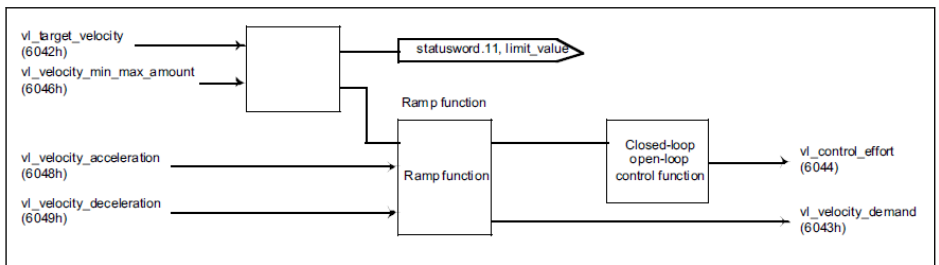 vl_target_velocity
(6042h)
vl_velocity_min_max_amount
(6046h)
statusword.11, limit_value
Ramp function
vl_velocity_acceleration
(6048h)
Ramp function
Closed-loop
open-loop
control function
vl_control_effort
(6044)
vl_velocity_deceleration
(6049h)
vl_velocity_demand
(6043h)